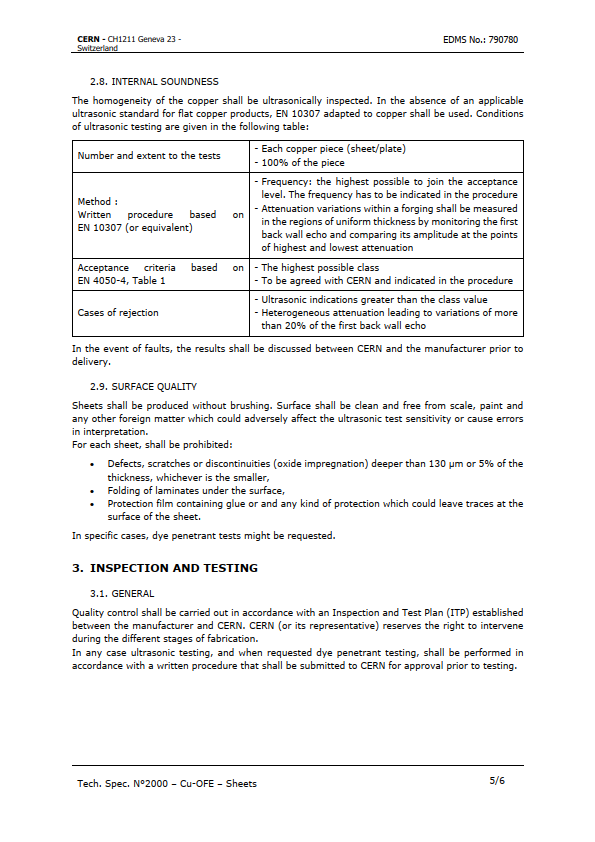 CERN - CH1211 Geneva 23 -
Switzerland
EDMS No.: 790780
2.8. INTERNAL SOUNDNESS
The homogeneity of the copper shall be ultrasonically inspected. In the absence of an applicable
ultrasonic standard for flat copper products, EN 10307 adapted to copper shall be used. Conditions
of ultrasonic testing are given in the following table:
Number and extent to the tests
- Each copper piece (sheet/plate)
- 100% of the piece
Method :
Written procedure based on
EN 10307 (or equivalent)
- Frequency: the highest possible to join the acceptance
level. The frequency has to be indicated in the procedure
- Attenuation variations within a forging shall be measured
in the regions of uniform thickness by monitoring the first
back wall echo and comparing its amplitude at the points
of highest and lowest attenuation
Acceptance criteria based on
EN 4050-4, Table 1
- The highest possible class
- To be agreed with CERN and indicated in the procedure
Cases of rejection
- Ultrasonic indications greater than the class value
- Heterogeneous attenuation leading to variations of more
than 20% of the first back wall echo
In the event of faults, the results shall be discussed between CERN and the manufacturer prior to
delivery.
2.9. SURFACE QUALITY
Sheets shall be produced without brushing. Surface shall be clean and free from scale, paint and
any other foreign matter which could adversely affect the ultrasonic test sensitivity or cause errors
in interpretation.
For each sheet, shall be prohibited:
• Defects, scratches or discontinuities (oxide impregnation) deeper than 130 µm or 5% of the
thickness, whichever is the smaller,
• Folding of laminates under the surface,
• Protection film containing glue or and any kind of protection which could leave traces at the
surface of the sheet.
In specific cases, dye penetrant tests might be requested.
3. INSPECTION AND TESTING
3.1. GENERAL
Quality control shall be carried out in accordance with an Inspection and Test Plan (ITP) established
between the manufacturer and CERN. CERN (or its representative) reserves the right to intervene
during the different stages of fabrication.
In any case ultrasonic testing, and when requested dye penetrant testing, shall be performed in
accordance with a written procedure that shall be submitted to CERN for approval prior to testing.
Tech. Spec. N°2000 – Cu-OFE – Sheets
5/6